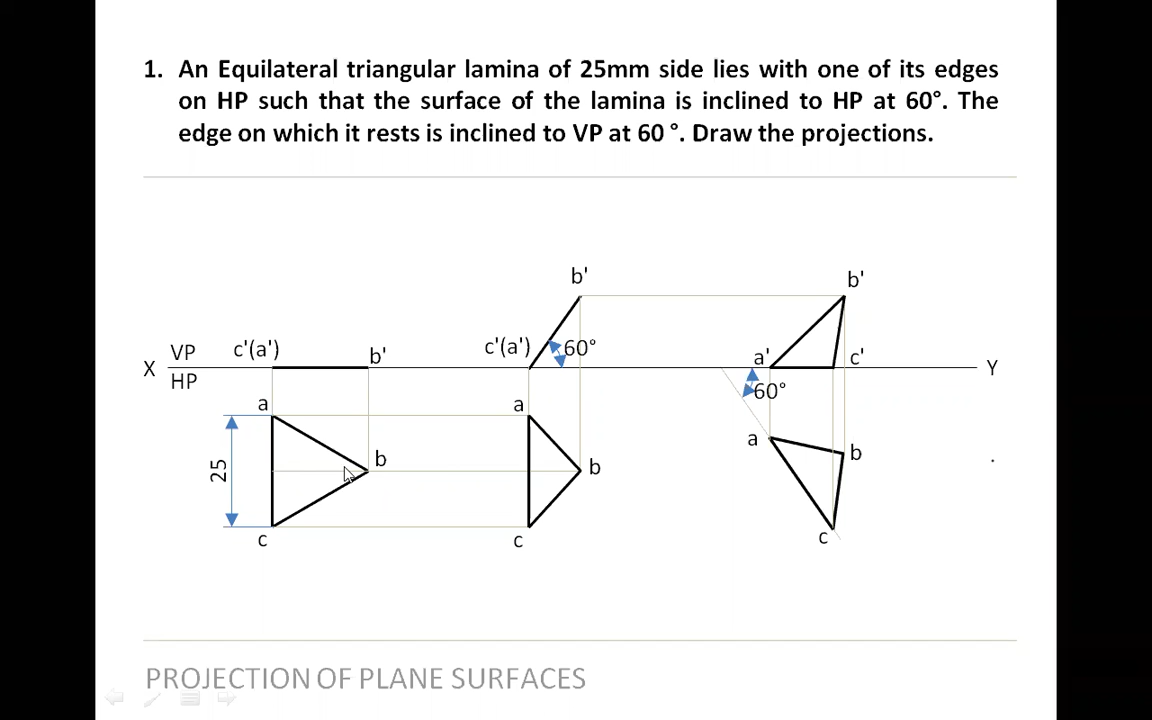 1. An Equilateral triangular lamina of 25mm side lies with one of its edges
on HP such that the surface of the lamina is inclined to HP at 60°. The
edge on which it rests is inclined to VP at 60 °. Draw the projections.
b' b'
X VP c'(a') b' c'(a') 60° a' c' Y
HP
60°
a a
a b
25 b b
c c c
PROJECTION OF PLANE SURFACES